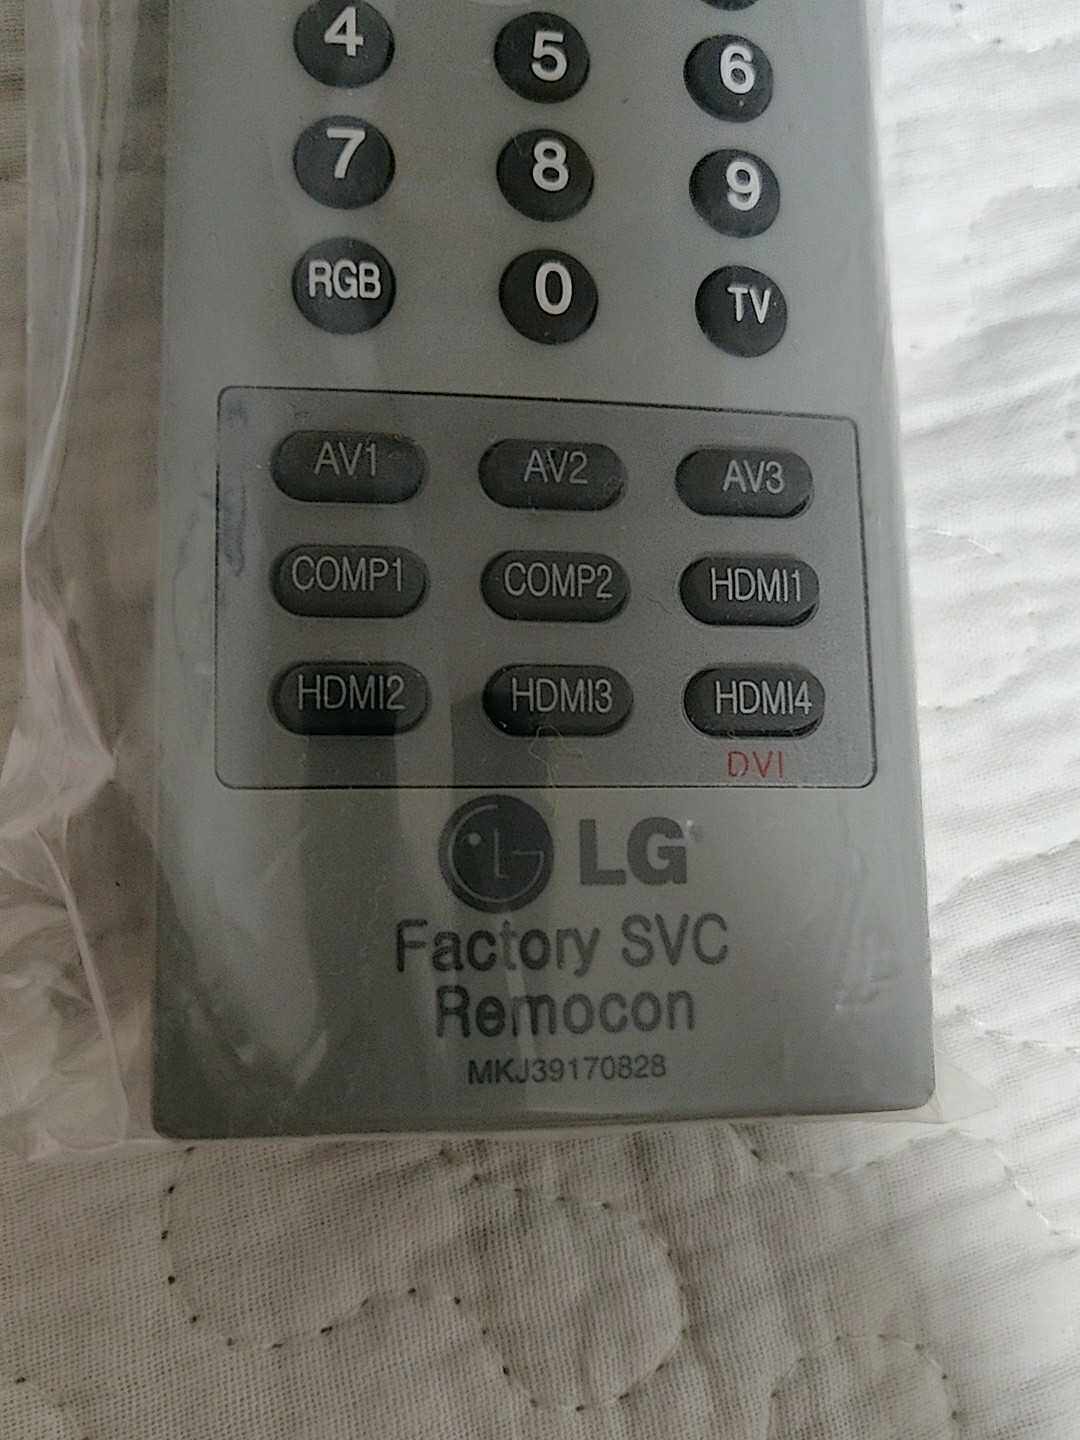 4 5 6
7 8 9
RGB 0 TV
AV1 AV2 AV3
COMP1 COMP2 HDMI1
HDMI2 HDMI3 HDMI4
DVI
LG
Factory SVC
Remocon
MKJ39170828